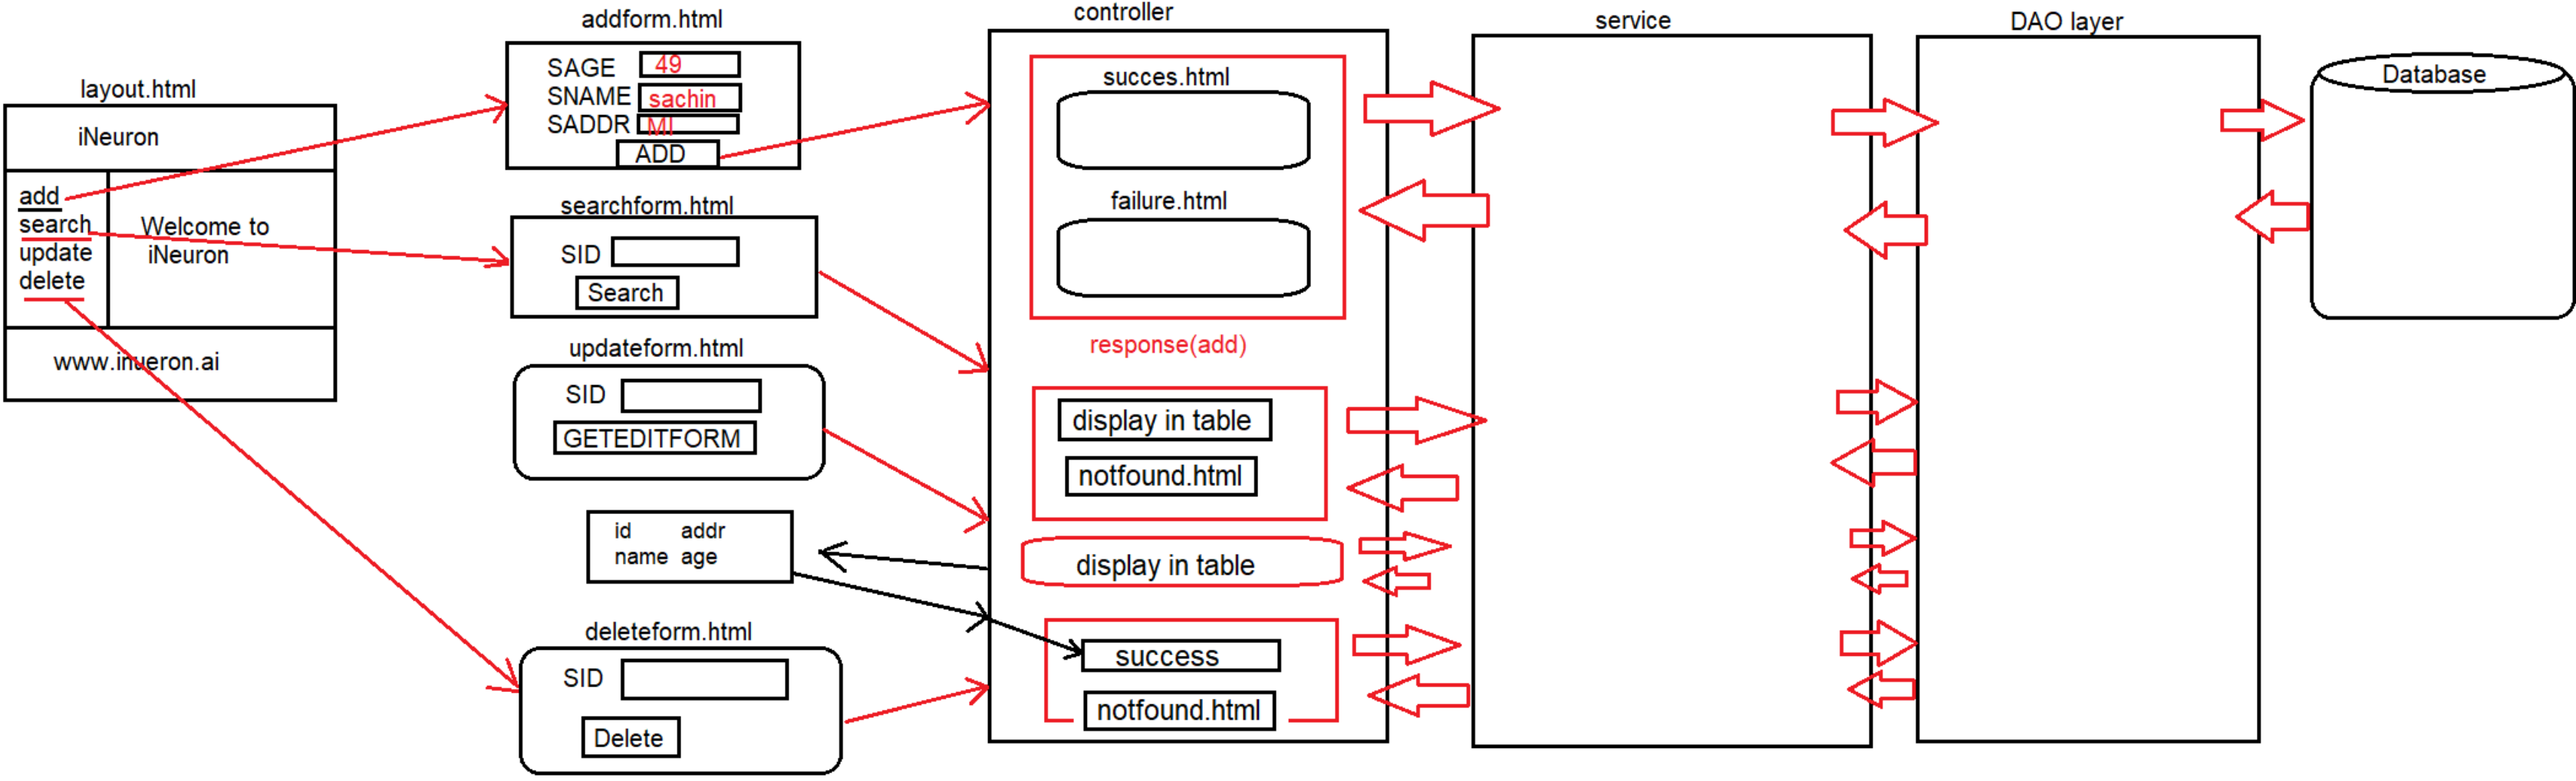 layout.html
iNeuron
add
search
update
delete
Welcome to
iNeuron
www.inueron.ai
addform.html
SAGE 49
SNAME sachin
SADDR MI
ADD
searchform.html
SID
Search
updateform.html
SID
GETEDITFORM
id addr
name age
deleteform.html
SID
Delete
controller
succes.html
failure.html
response(add)
display in table
notfound.html
display in table
success
notfound.html
service
DAO layer
Database